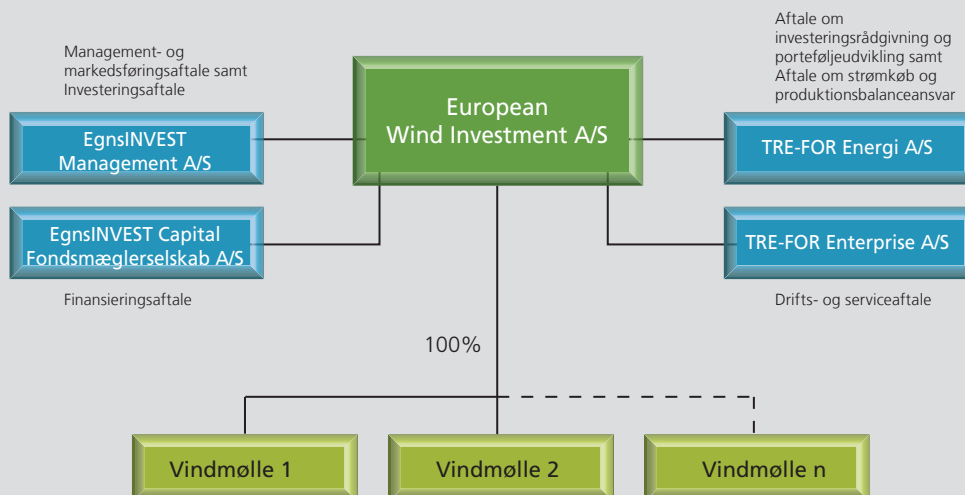 Management- og
markedsføringsaftale samt
Investeringsaftale
EgnsINVEST
Management A/S
EgnsINVEST Capital
Fondsmæglerselskab A/S
Finansieringsaftale
European
Wind Investment A/S
Aftale om
investeringsrådgivning og
porteføljeudvikling samt
Aftale om strømkøb og
produktionsbalanceansvar
TRE-FOR Energi A/S
TRE-FOR Enterprise A/S
Drifts- og serviceaftale
100%
Vindmølle 1
Vindmølle 2
Vindmølle n